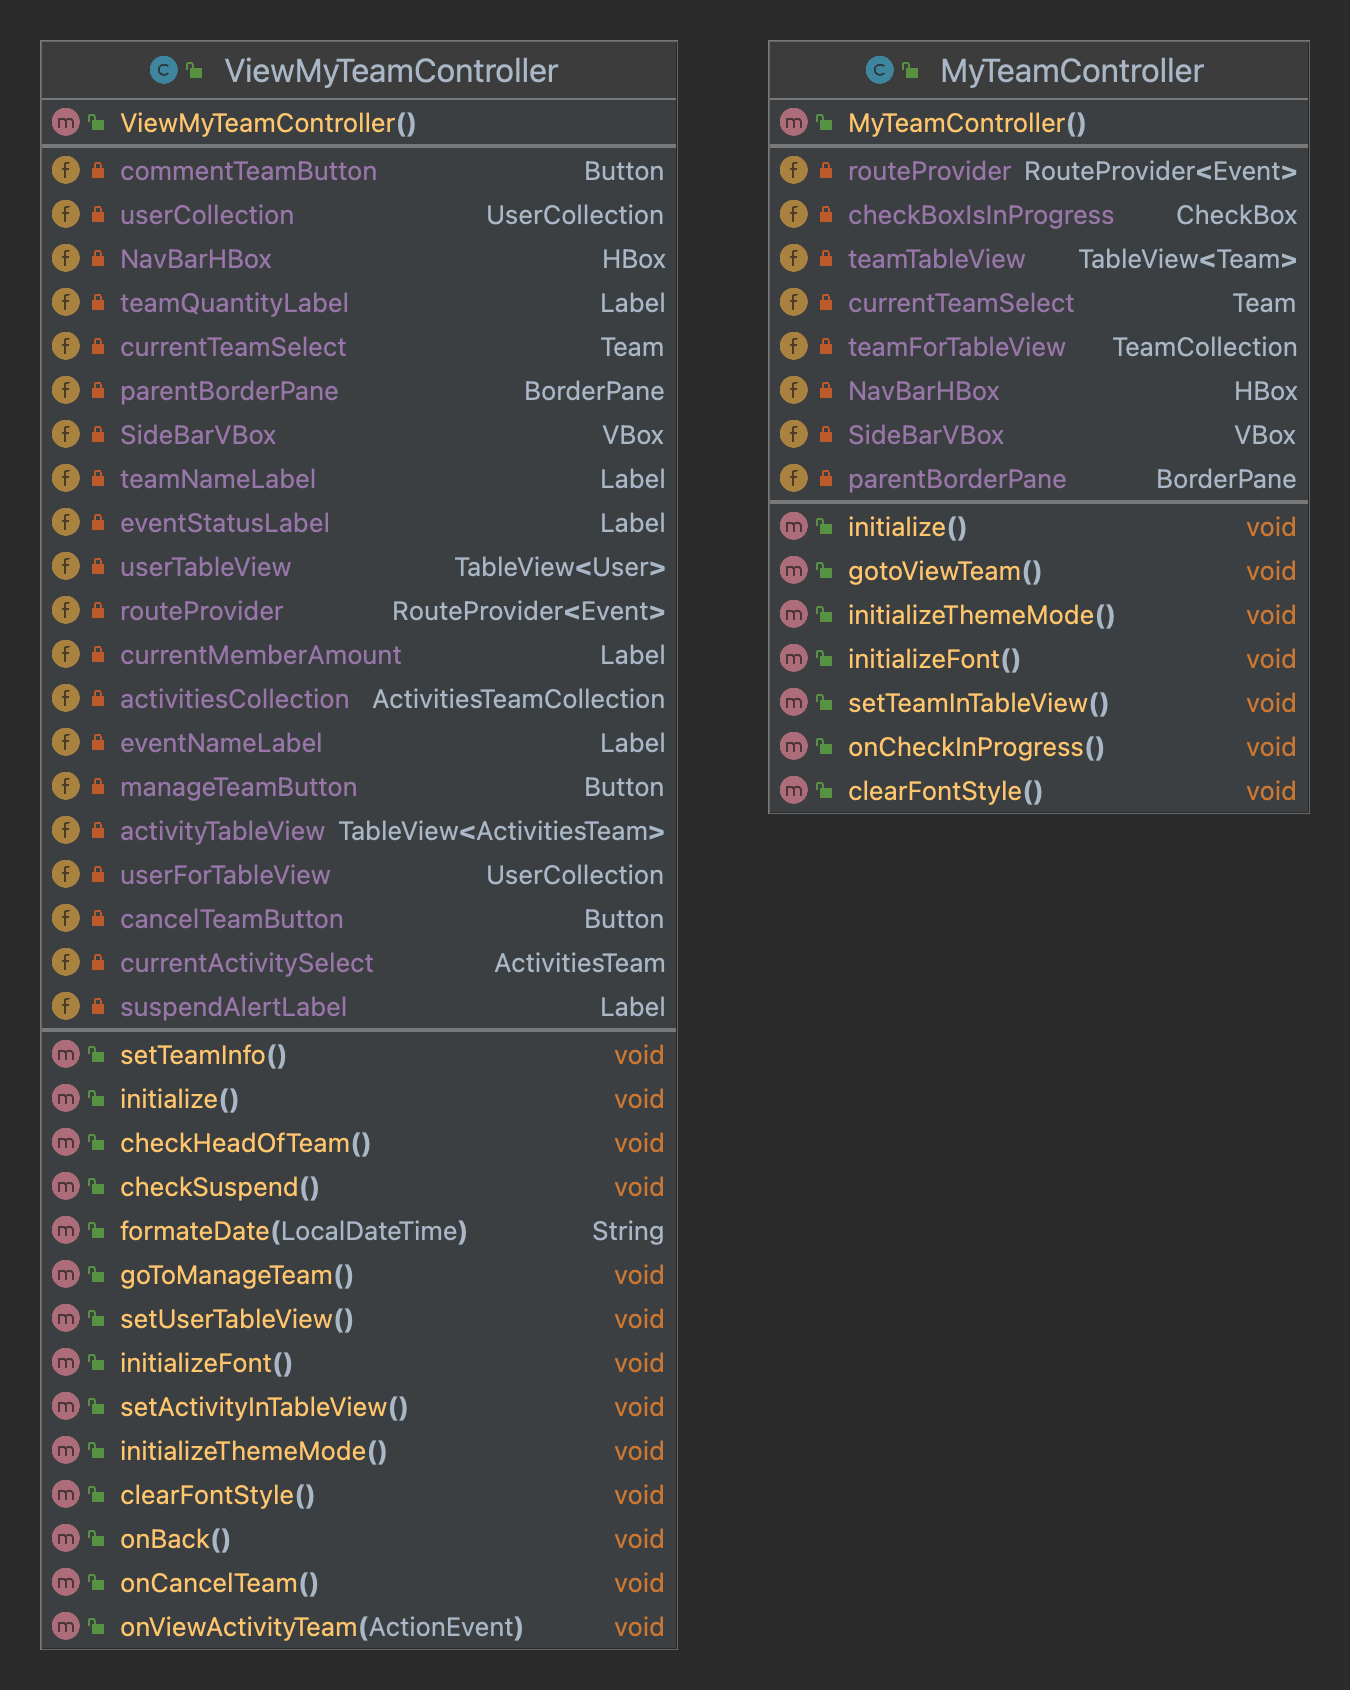 ViewMyTeamController
ViewMyTeamController()
commentTeamButton Button
userCollection UserCollection
NavBarHBox HBox
teamQuantityLabel Label
currentTeamSelect Team
parentBorderPane BorderPane
SideBarVBox VBox
teamNameLabel Label
eventStatusLabel Label
userTableView TableView<User>
routeProvider RouteProvider<Event>
currentMemberAmount Label
activitiesCollection ActivitiesTeamCollection
eventNameLabel Label
manageTeamButton Button
activityTableView TableView<ActivitiesTeam>
userForTableView UserCollection
cancelTeamButton Button
currentActivitySelect ActivitiesTeam
suspendAlertLabel Label
setTeamInfo() void
initialize() void
checkHeadOfTeam() void
checkSuspend() void
formateDate(LocalDateTime) String
goToManageTeam() void
setUserTableView() void
initializeFont() void
setActivityInTableView() void
initializeThemeMode() void
clearFontStyle() void
onBack() void
onCancelTeam() void
onViewActivityTeam(ActionEvent) void
MyTeamController
MyTeamController()
routeProvider RouteProvider<Event>
checkBoxIsInProgress CheckBox
teamTableView TableView<Team>
currentTeamSelect Team
teamForTableView TeamCollection
NavBarHBox HBox
SideBarVBox VBox
parentBorderPane BorderPane
initialize() void
gotoViewTeam() void
initializeThemeMode() void
initializeFont() void
setTeamInTableView() void
onCheckInProgress() void
clearFontStyle() void